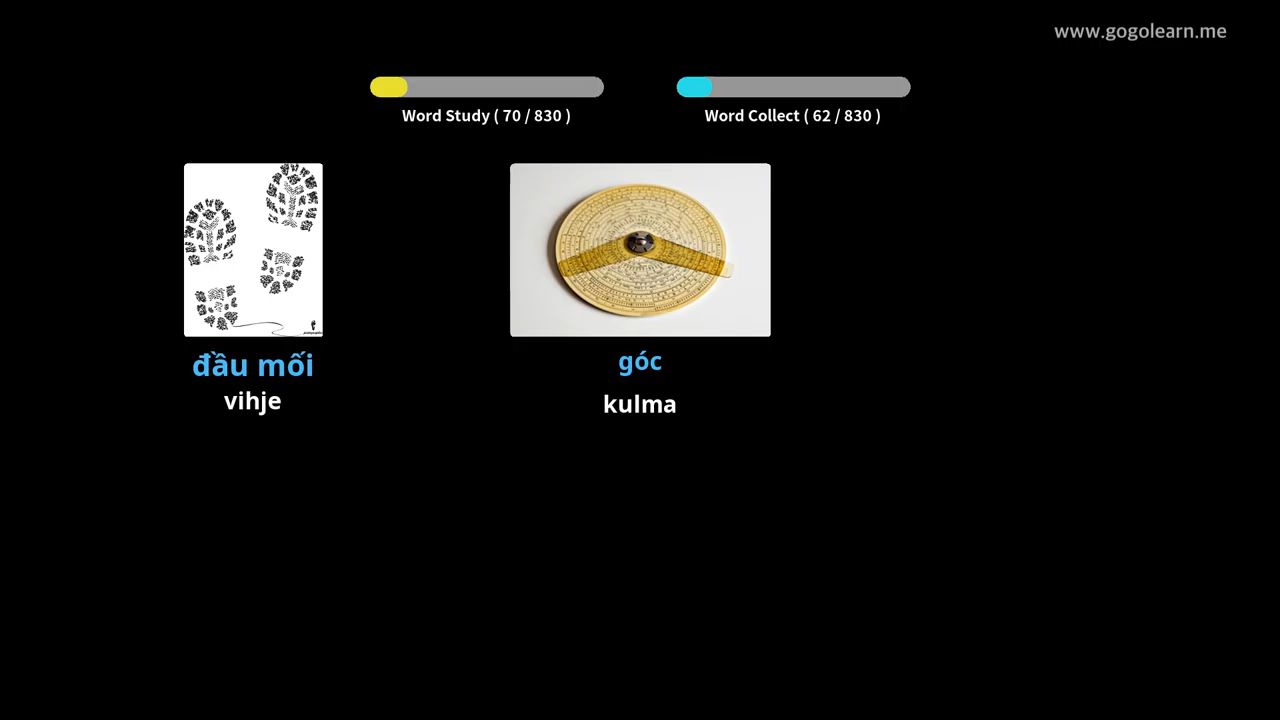 www.gogolearn.me
Word Study ( 70 / 830 )
Word Collect ( 62 / 830 )
đầu mối
vihje
góc
kulma